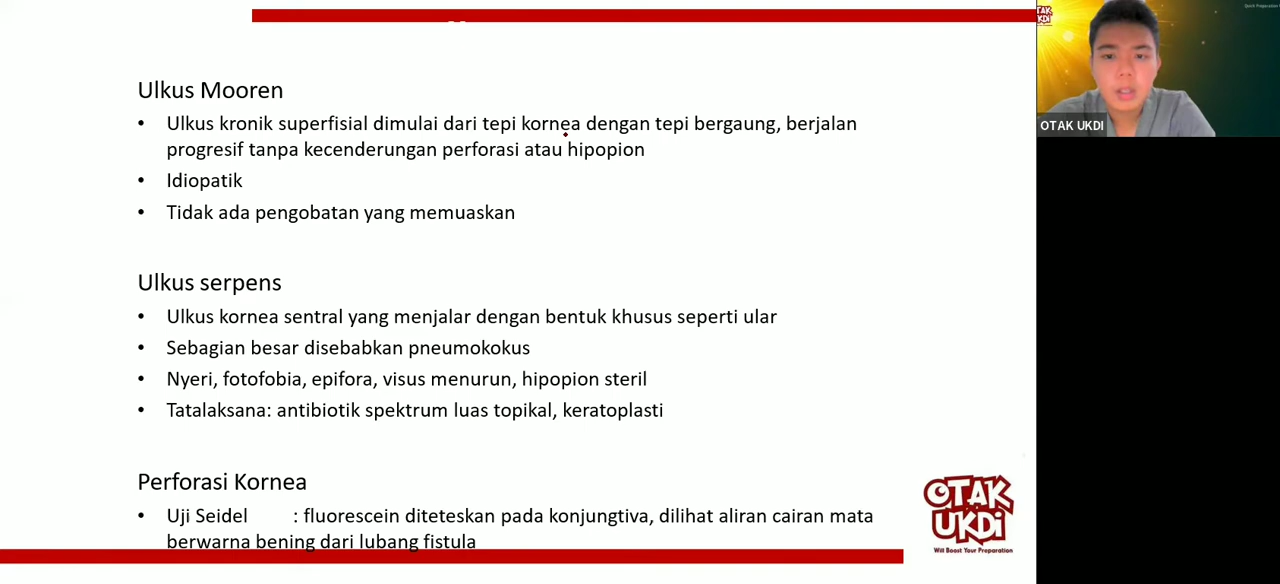 Ulkus Mooren
• Ulkus kronik superfisial dimulai dari tepi kornea dengan tepi bergaung, berjalan
progresif tanpa kecenderungan perforasi atau hipopion
• Idiopatik
• Tidak ada pengobatan yang memuaskan
Ulkus serpens
• Ulkus kornea sentral yang menjalar dengan bentuk khusus seperti ular
• Sebagian besar disebabkan pneumokokus
• Nyeri, fotofobia, epifora, visus menurun, hipopion steril
• Tatalaksana: antibiotik spektrum luas topikal, keratoplasti
Perforasi Kornea
• Uji Seidel : fluorescein diteteskan pada konjungtiva, dilihat aliran cairan mata
berwarna bening dari lubang fistula
OTAK
UKDi
Will Boost Your Preparation
TAK
KDi
OTAK UKDI